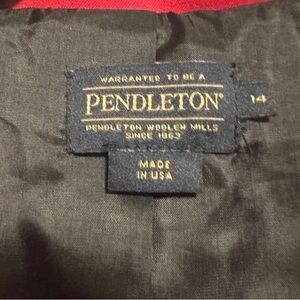 WARRANTED TO BE A
PENDLETON®
14
PENDLETON WOOLEN MILLS
SINCE 1863
MADE
IN USA